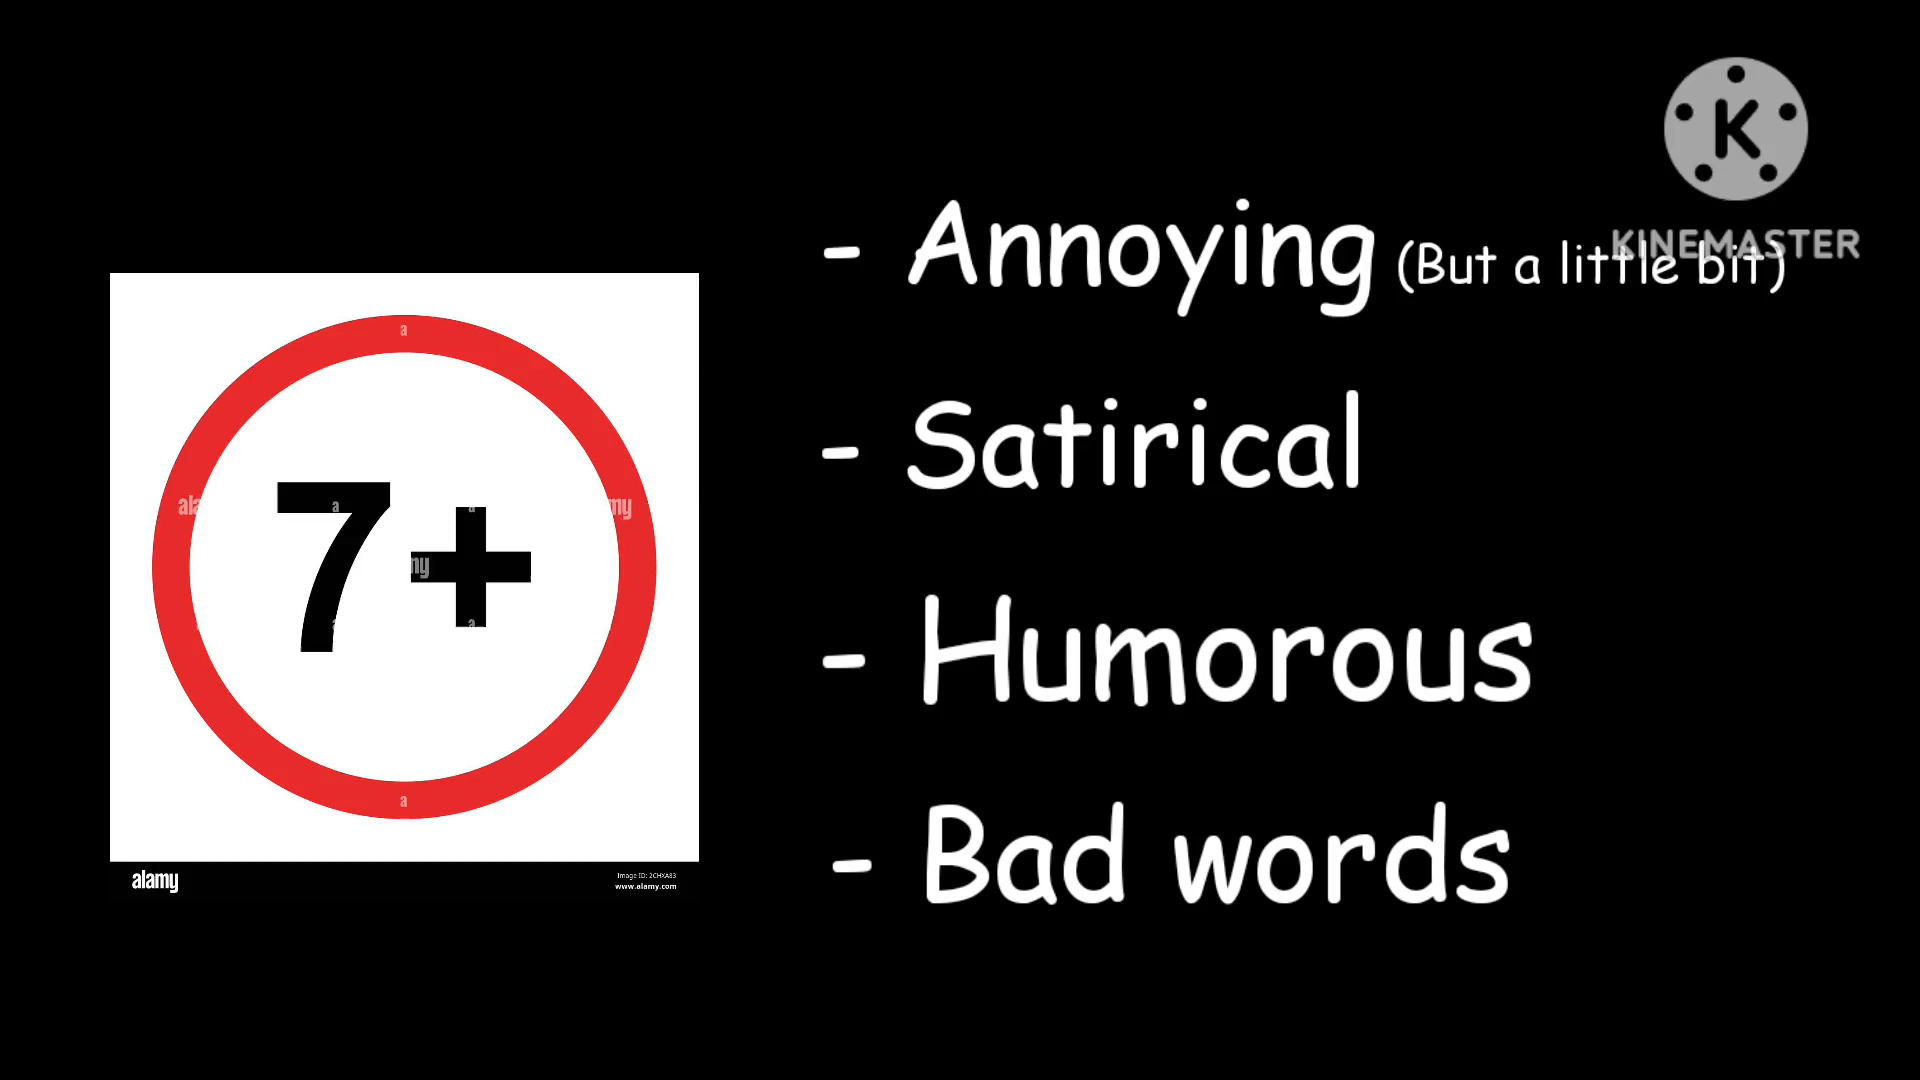 K
KINEMASTER
- Annoying (But a little bit)
- Satirical
- Humorous
- Bad words
7+
a
a
a
a
a
a
alamy
Image ID: 2CHXA83
www.alamy.com